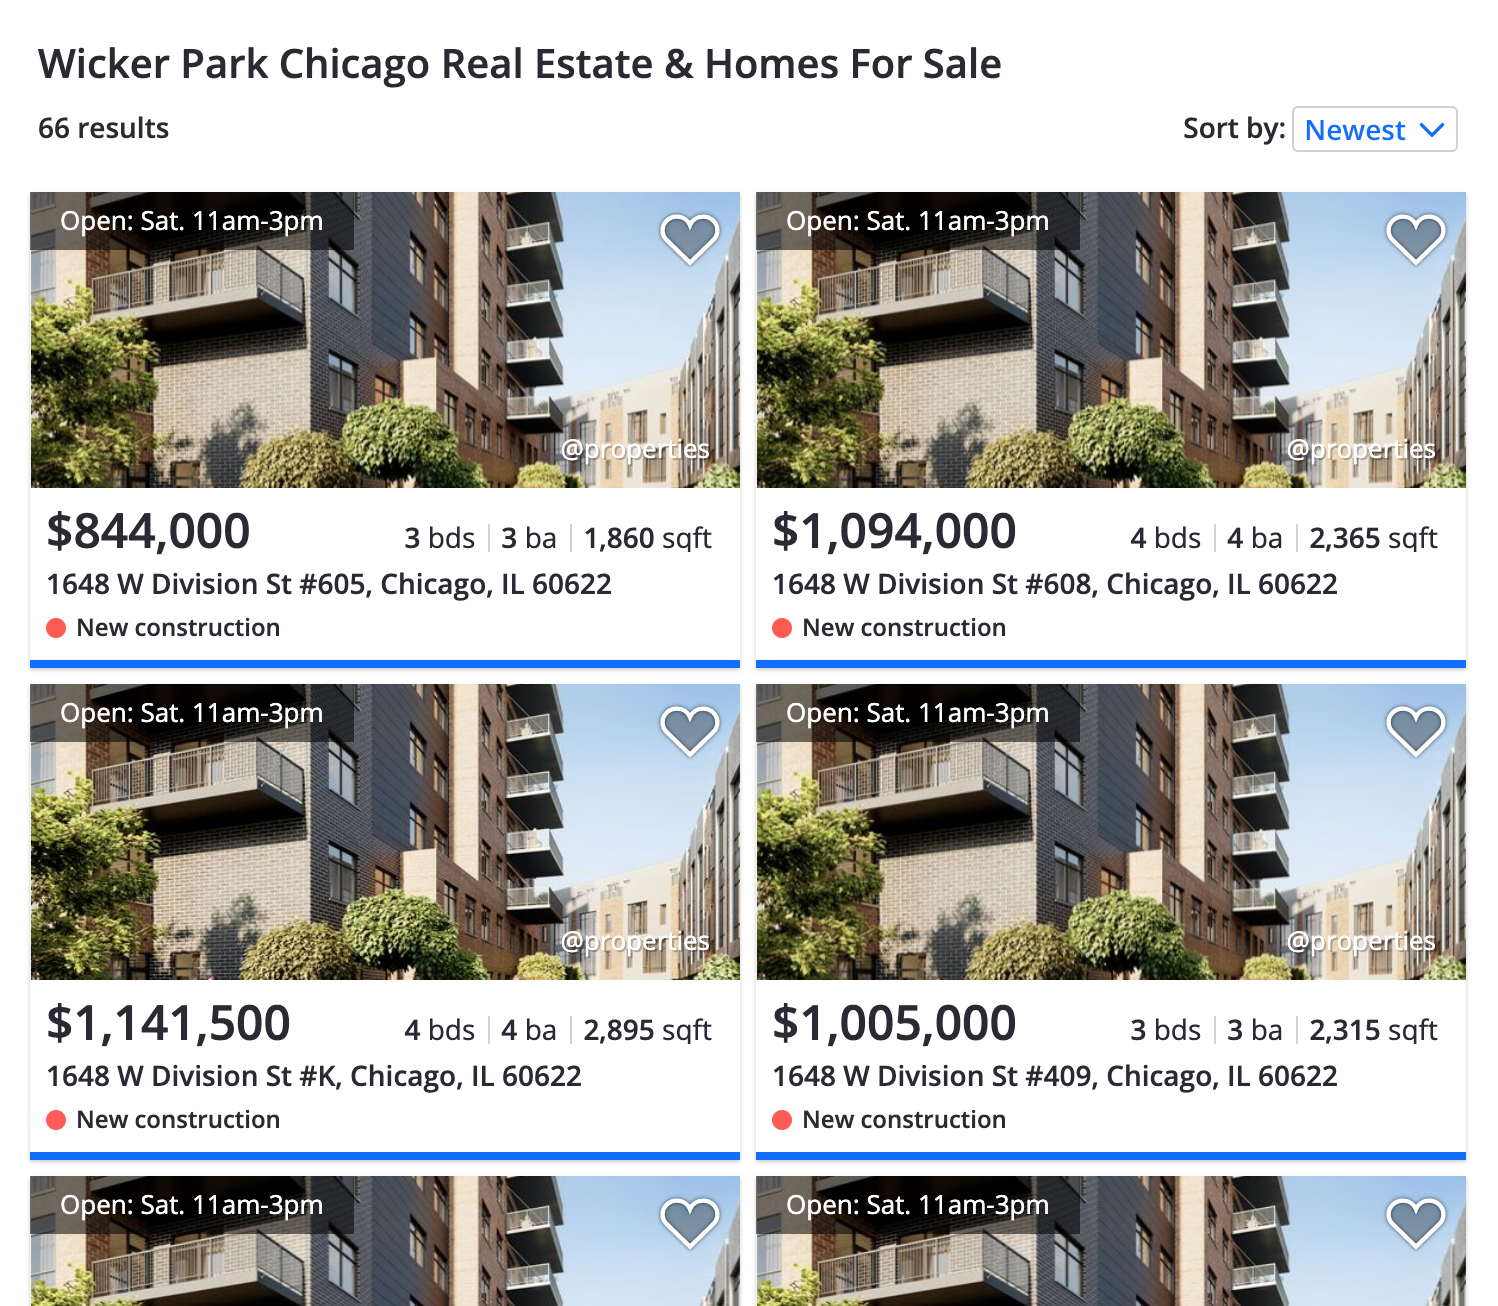 Wicker Park Chicago Real Estate & Homes For Sale
66 results
Sort by: Newest
Open: Sat. 11am-3pm
@properties
$844,000 3 bds 3 ba 1,860 sqft
1648 W Division St #605, Chicago, IL 60622
New construction
Open: Sat. 11am-3pm
@properties
$1,094,000 4 bds 4 ba 2,365 sqft
1648 W Division St #608, Chicago, IL 60622
New construction
Open: Sat. 11am-3pm
@properties
$1,141,500 4 bds 4 ba 2,895 sqft
1648 W Division St #K, Chicago, IL 60622
New construction
Open: Sat. 11am-3pm
@properties
$1,005,000 3 bds 3 ba 2,315 sqft
1648 W Division St #409, Chicago, IL 60622
New construction
Open: Sat. 11am-3pm
Open: Sat. 11am-3pm